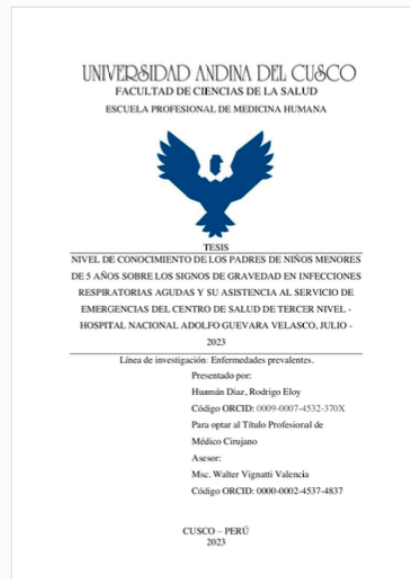 UNIVERSIDAD ANDINA DEL CUSCO
FACULTAD DE CIENCIAS DE LA SALUD
ESCUELA PROFESIONAL DE MEDICINA HUMANA
TESIS
NIVEL DE CONOCIMIENTO DE LOS PADRES DE NIÑOS MENORES
DE 5 AÑOS SOBRE LOS SIGNOS DE GRAVEDAD EN INFECCIONES
RESPIRATORIAS AGUDAS Y SU ASISTENCIA AL SERVICIO DE
EMERGENCIAS DEL CENTRO DE SALUD DE TERCER NIVEL -
HOSPITAL NACIONAL ADOLFO GUEVARA VELASCO, JULIO -
2023
Línea de investigación: Enfermedades prevalentes.
Presentado por:
Huamán Diaz, Rodrigo Eloy
Código ORCID: 0009-0007-4532-370X
Para optar al Título Profesional de
Médico Cirujano
Asesor:
Msc. Walter Vignatti Valencia
Código ORCID: 0000-0002-4537-4837
CUSCO – PERÚ
2023